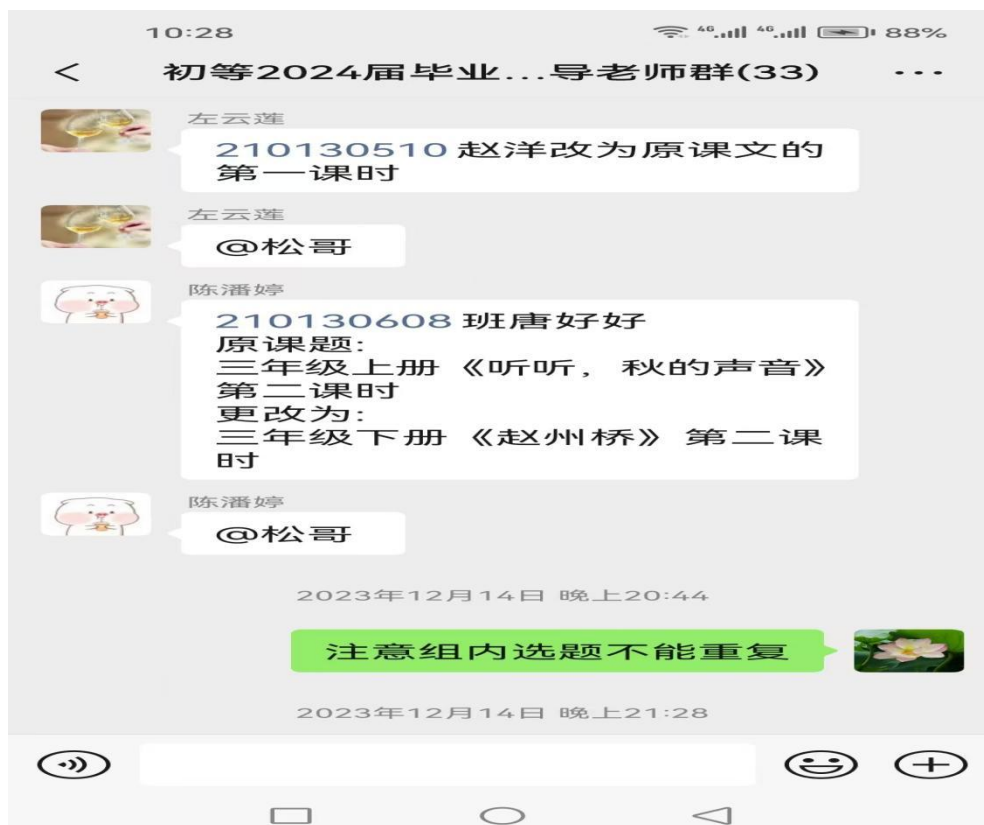 10:28
4G 4G 88%
< 初等2024届毕业...导老师群(33) ...
左云莲
210130510 赵洋改为原课文的
第一课时
左云莲
@松哥
陈潘婷
210130608 班唐好好
原课题:
三年级上册《听听，秋的声音》
第二课时
更改为:
三年级下册《赵州桥》第二课
时
陈潘婷
@松哥
2023年12月14日 晚上20:44
注意组内选题不能重复
2023年12月14日 晚上21:28